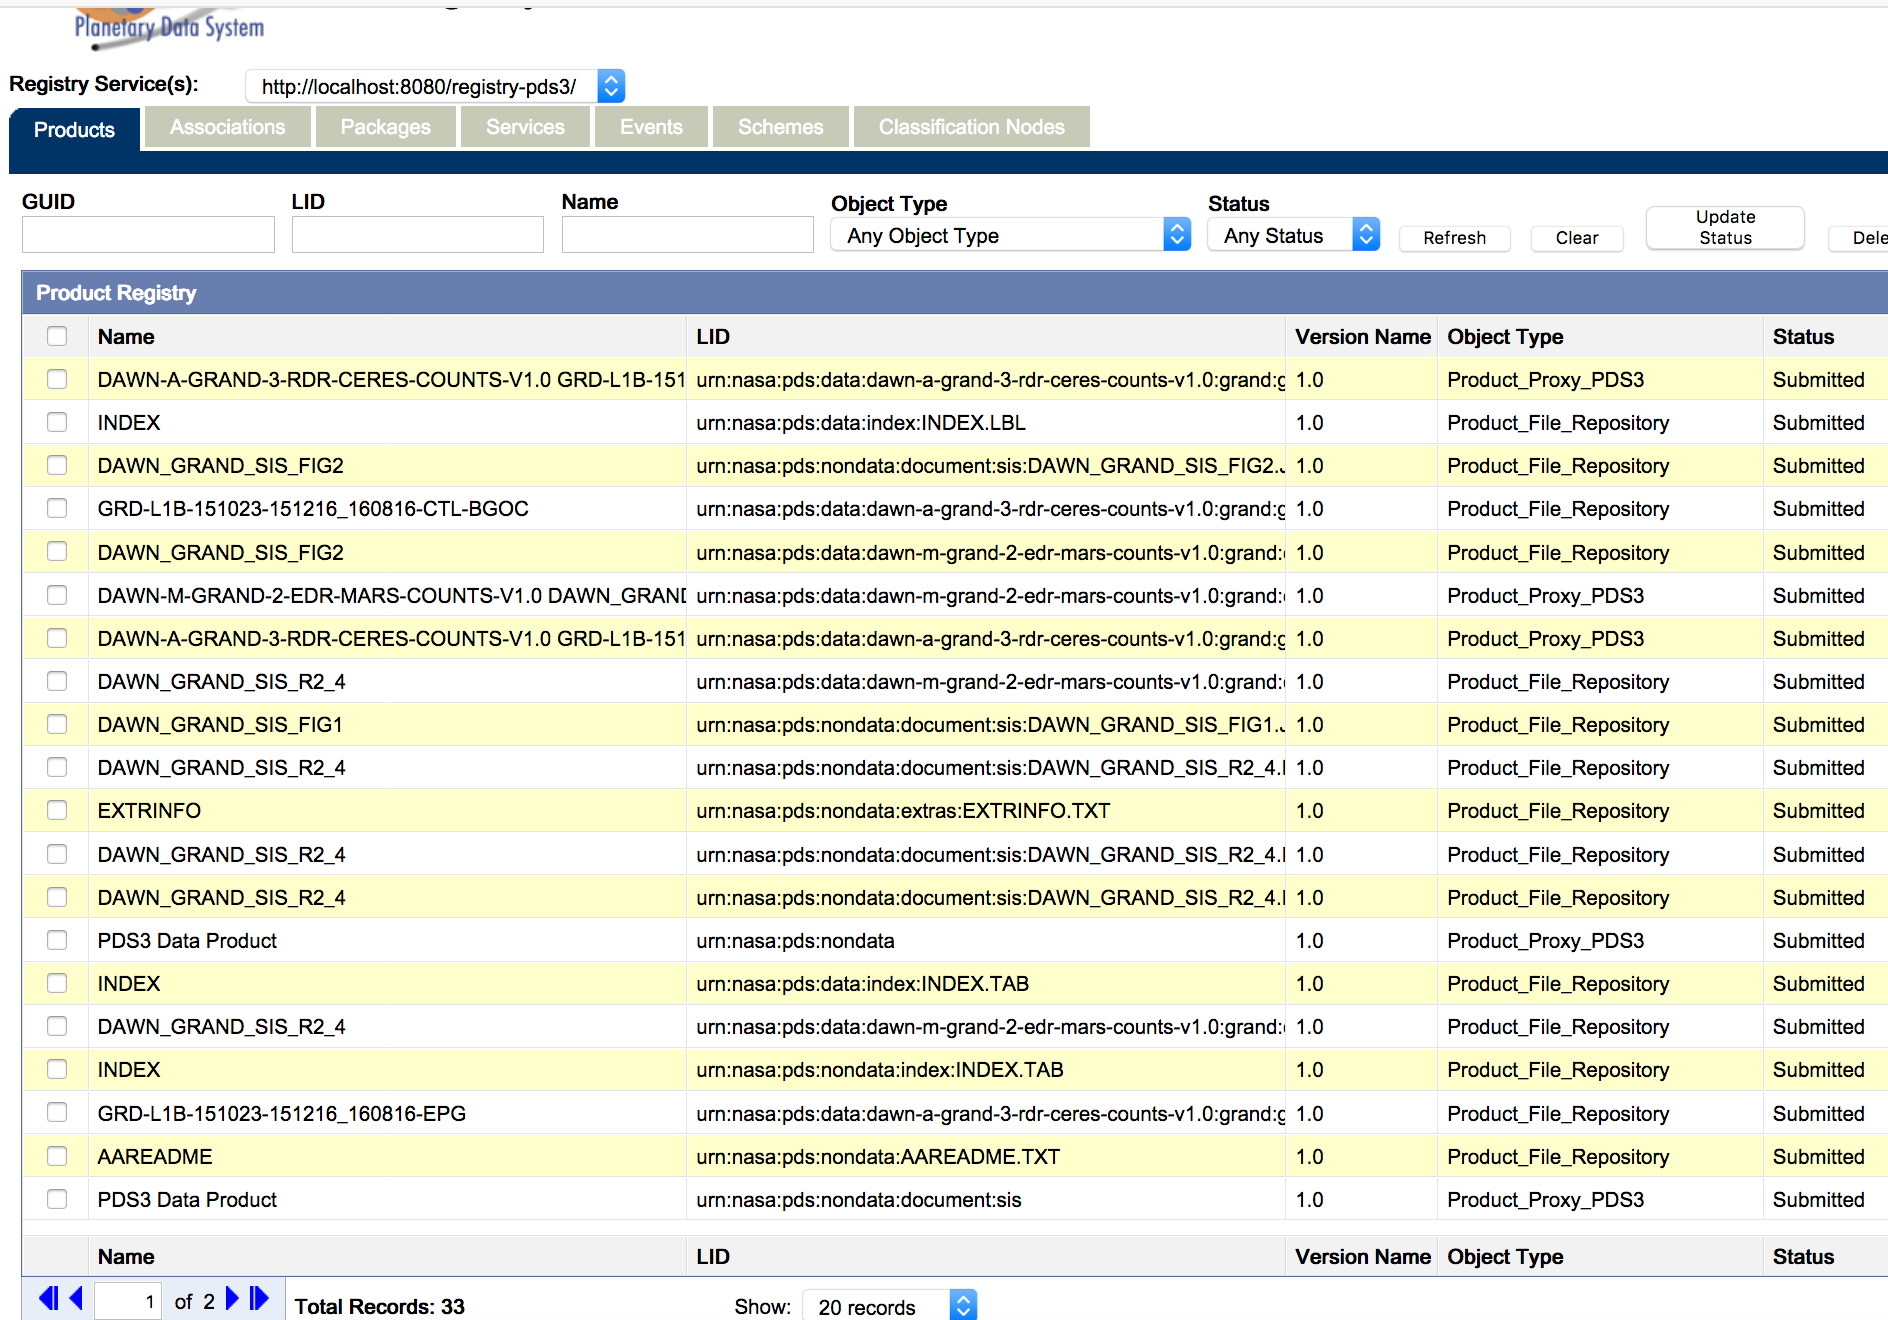 Planetary Data System
Registry Service(s): http://localhost:8080/registry-pds3/
Products Associations Packages Services Events Schemes Classification Nodes
GUID LID Name Object Type Status
Any Object Type Any Status Refresh Clear Update Status Dele
Product Registry
Name LID Version Name Object Type Status
DAWN-A-GRAND-3-RDR-CERES-COUNTS-V1.0 GRD-L1B-151 urn:nasa:pds:data:dawn-a-grand-3-rdr-ceres-counts-v1.0:grand:g 1.0 Product_Proxy_PDS3 Submitted
INDEX urn:nasa:pds:data:index:INDEX.LBL 1.0 Product_File_Repository Submitted
DAWN_GRAND_SIS_FIG2 urn:nasa:pds:nondata:document:sis:DAWN_GRAND_SIS_FIG2. 1.0 Product_File_Repository Submitted
GRD-L1B-151023-151216_160816-CTL-BGOC urn:nasa:pds:data:dawn-a-grand-3-rdr-ceres-counts-v1.0:grand:g 1.0 Product_File_Repository Submitted
DAWN_GRAND_SIS_FIG2 urn:nasa:pds:data:dawn-m-grand-2-edr-mars-counts-v1.0:grand: 1.0 Product_File_Repository Submitted
DAWN-M-GRAND-2-EDR-MARS-COUNTS-V1.0 DAWN_GRAND urn:nasa:pds:data:dawn-m-grand-2-edr-mars-counts-v1.0:grand: 1.0 Product_Proxy_PDS3 Submitted
DAWN-A-GRAND-3-RDR-CERES-COUNTS-V1.0 GRD-L1B-151 urn:nasa:pds:data:dawn-a-grand-3-rdr-ceres-counts-v1.0:grand:g 1.0 Product_Proxy_PDS3 Submitted
DAWN_GRAND_SIS_R2_4 urn:nasa:pds:data:dawn-m-grand-2-edr-mars-counts-v1.0:grand: 1.0 Product_File_Repository Submitted
DAWN_GRAND_SIS_FIG1 urn:nasa:pds:nondata:document:sis:DAWN_GRAND_SIS_FIG1. 1.0 Product_File_Repository Submitted
DAWN_GRAND_SIS_R2_4 urn:nasa:pds:nondata:document:sis:DAWN_GRAND_SIS_R2_4. 1.0 Product_File_Repository Submitted
EXTRINFO urn:nasa:pds:nondata:extras:EXTRINFO.TXT 1.0 Product_File_Repository Submitted
DAWN_GRAND_SIS_R2_4 urn:nasa:pds:nondata:document:sis:DAWN_GRAND_SIS_R2_4. 1.0 Product_File_Repository Submitted
DAWN_GRAND_SIS_R2_4 urn:nasa:pds:nondata:document:sis:DAWN_GRAND_SIS_R2_4. 1.0 Product_File_Repository Submitted
PDS3 Data Product urn:nasa:pds:nondata 1.0 Product_Proxy_PDS3 Submitted
INDEX urn:nasa:pds:data:index:INDEX.TAB 1.0 Product_File_Repository Submitted
DAWN_GRAND_SIS_R2_4 urn:nasa:pds:data:dawn-m-grand-2-edr-mars-counts-v1.0:grand: 1.0 Product_File_Repository Submitted
INDEX urn:nasa:pds:nondata:index:INDEX.TAB 1.0 Product_File_Repository Submitted
GRD-L1B-151023-151216_160816-EPG urn:nasa:pds:data:dawn-a-grand-3-rdr-ceres-counts-v1.0:grand:g 1.0 Product_File_Repository Submitted
AAREADME urn:nasa:pds:nondata:AAREADME.TXT 1.0 Product_File_Repository Submitted
PDS3 Data Product urn:nasa:pds:nondata:document:sis 1.0 Product_Proxy_PDS3 Submitted
Name LID Version Name Object Type Status
1 of 2 Total Records: 33 Show: 20 records